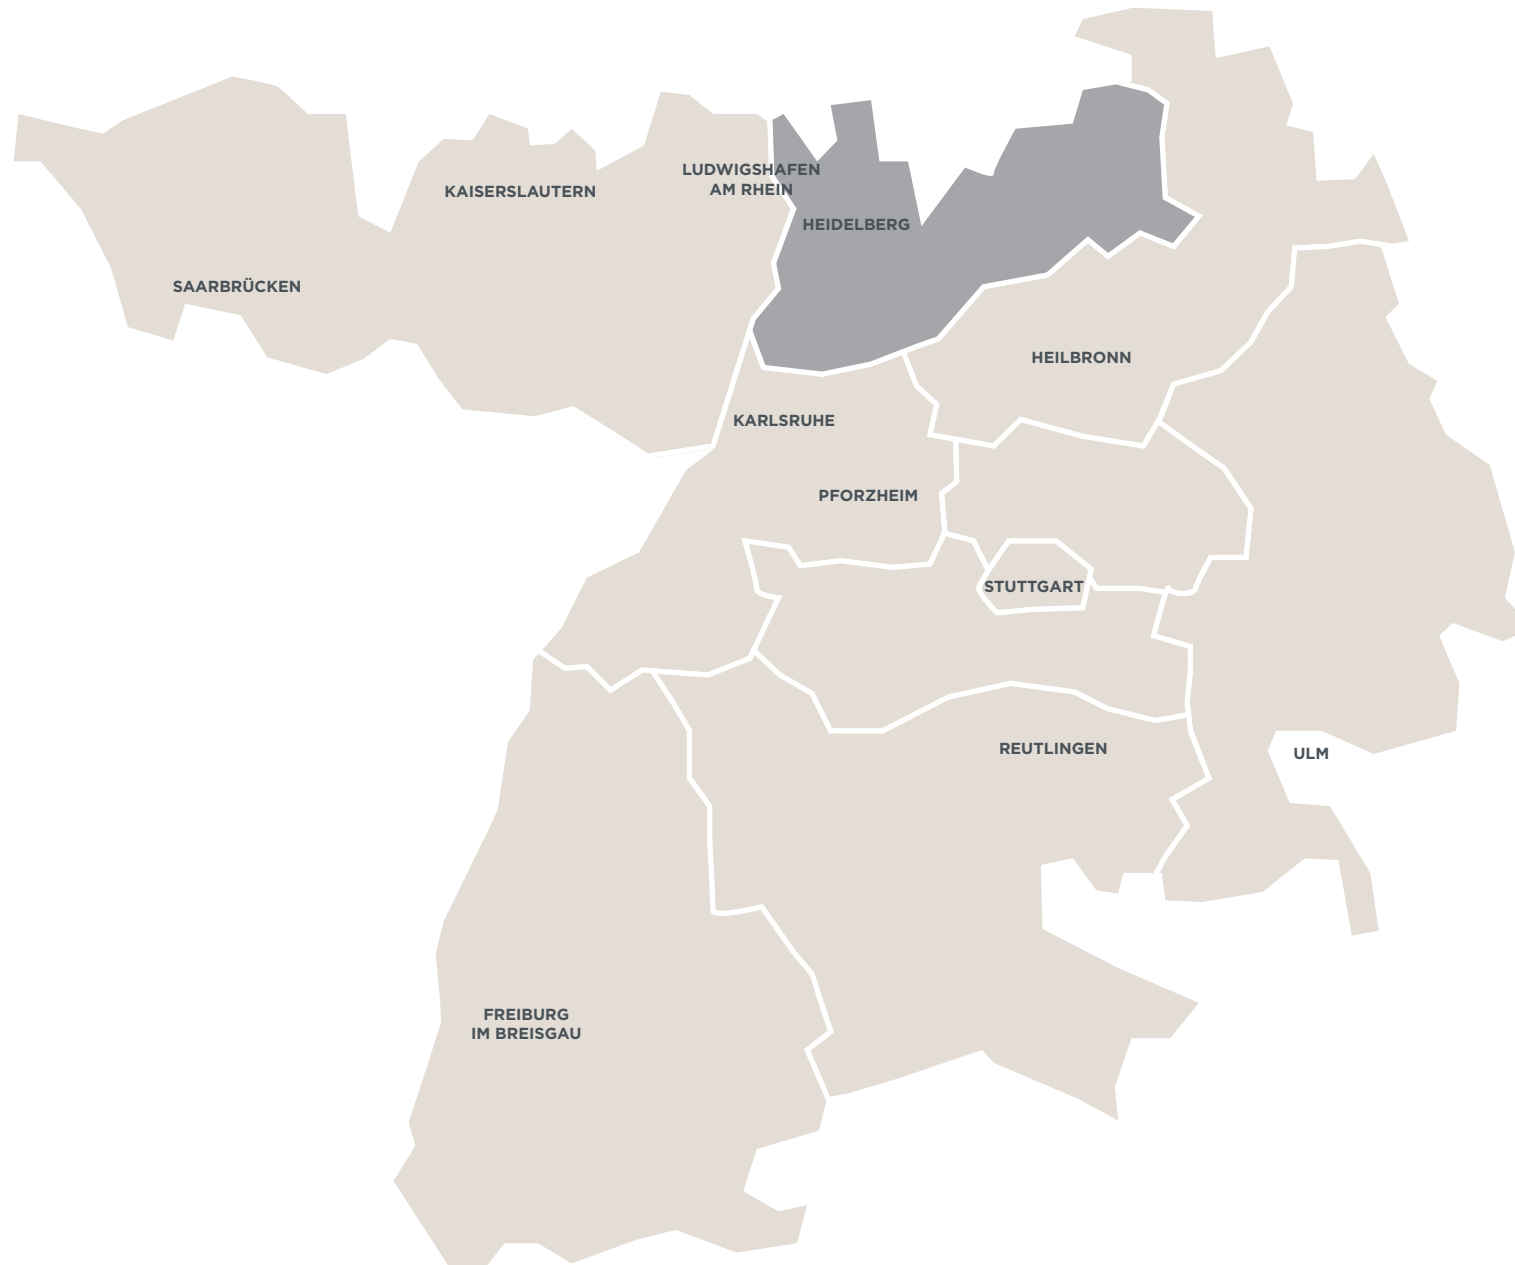 LUDWIGSHAFEN
AM RHEIN
KAISERSLAUTERN
HEIDELBERG
SAARBRÜCKEN
HEILBRONN
KARLSRUHE
PFORZHEIM
STUTTGART
REUTLINGEN
ULM
FREIBURG
IM BREISGAU